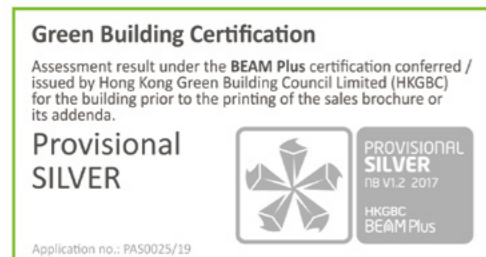 Green Building Certification
Assessment result under the BEAM Plus certification conferred /
issued by Hong Kong Green Building Council Limited (HKGBC)
for the building prior to the printing of the sales brochure or
its addenda.
Provisional
SILVER
PROVISIONAL
SILVER
NB V1.2 2017
HKGBC
BEAM Plus
Application no.: PAS0025/19